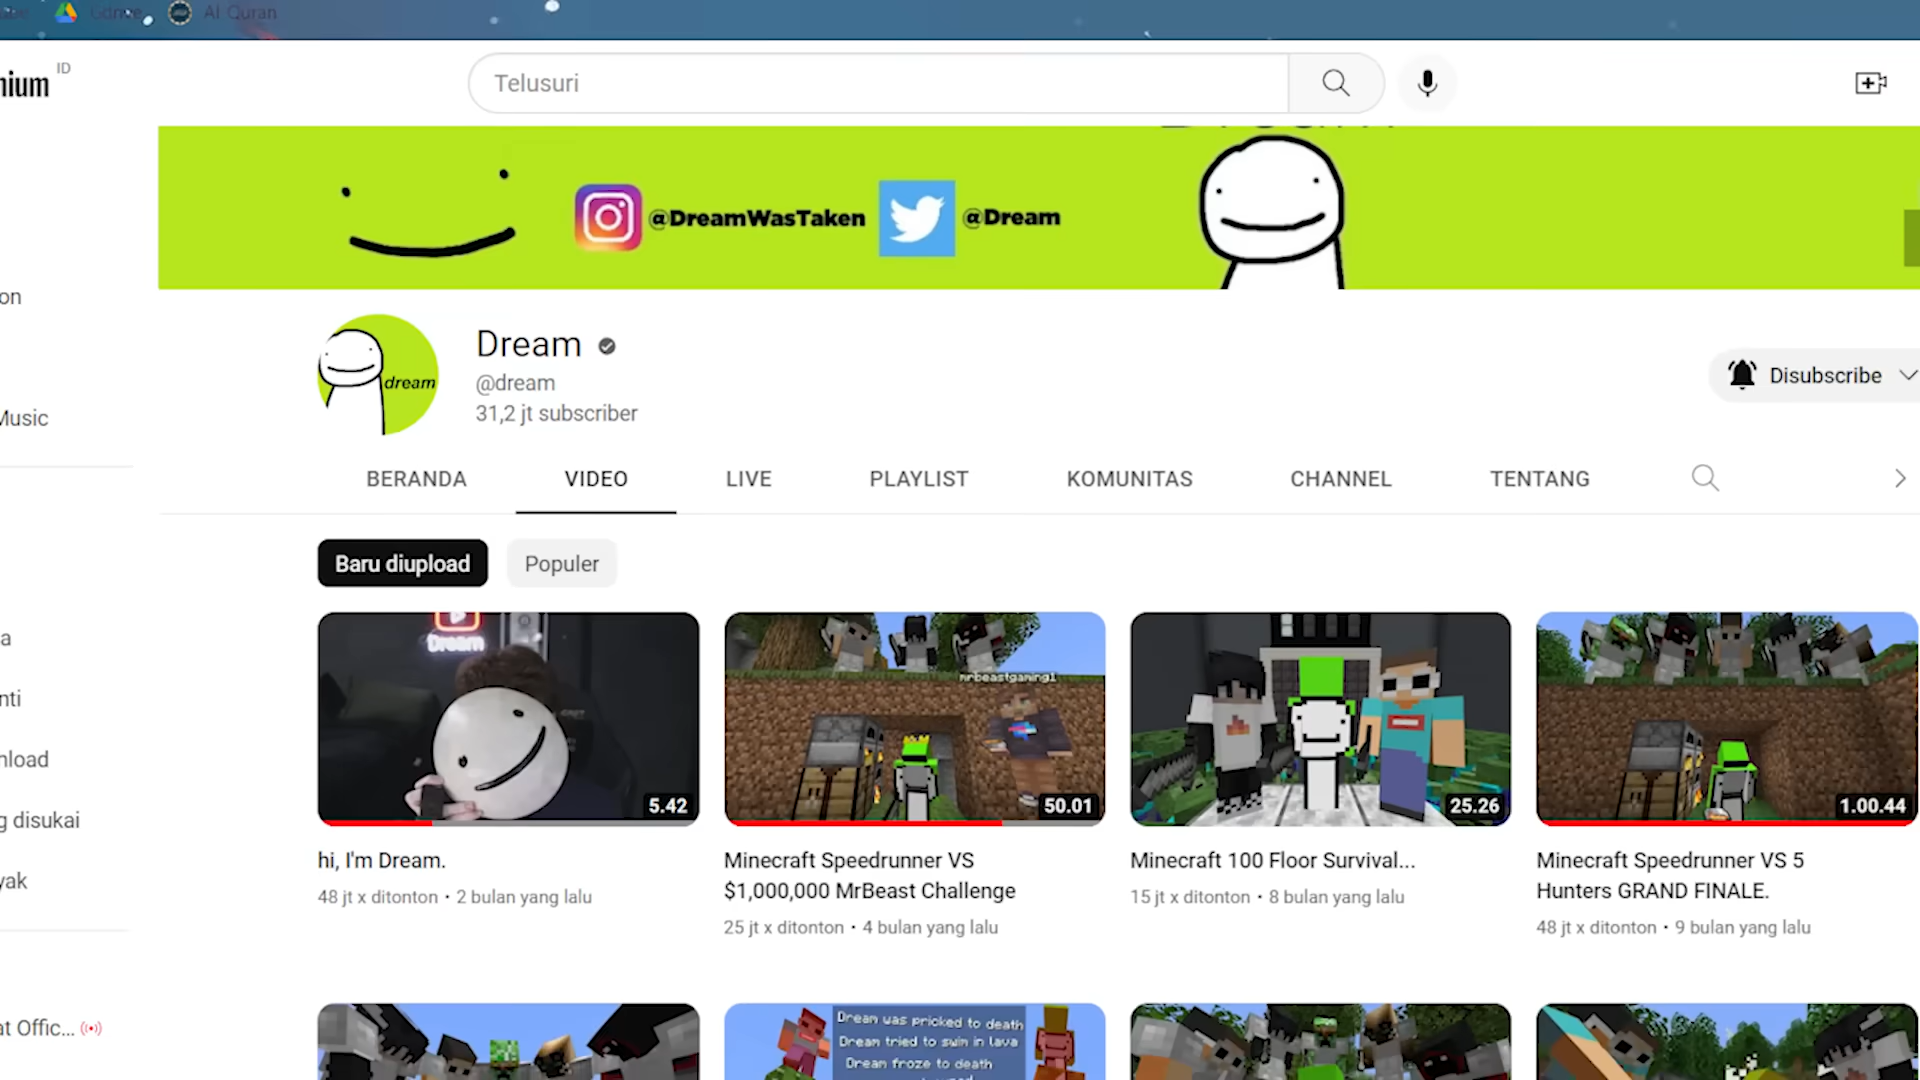 Gdrive
Al Quran
nium ID
Telusuri
@DreamWasTaken
@Dream
on
dream
Dream
@dream
31,2 jt subscriber
Disubscribe
Music
BERANDA
VIDEO
LIVE
PLAYLIST
KOMUNITAS
CHANNEL
TENTANG
Baru diupload
Populer
Dream
mrbeastgaming1
5.42
50.01
25.26
1.00.44
a
nti
nload
g disukai
yak
hi, I'm Dream.
48 jt x ditonton • 2 bulan yang lalu
Minecraft Speedrunner VS
$1,000,000 MrBeast Challenge
25 jt x ditonton • 4 bulan yang lalu
Minecraft 100 Floor Survival...
15 jt x ditonton • 8 bulan yang lalu
Minecraft Speedrunner VS 5
Hunters GRAND FINALE.
48 jt x ditonton • 9 bulan yang lalu
at Offic...
Dream was pricked to death
Dream tried to swim in lava
Dream froze to death